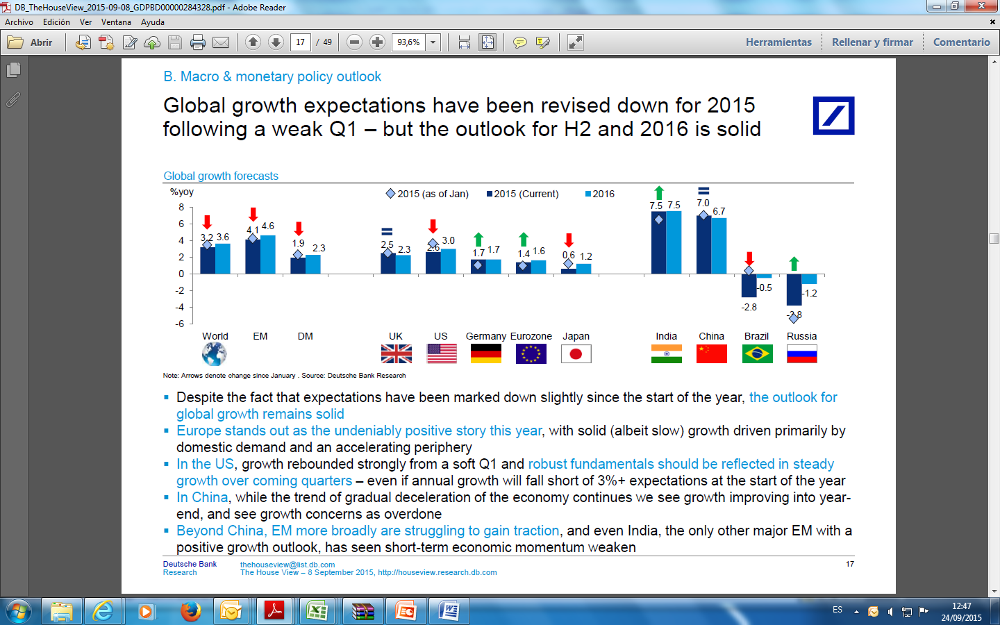 DB_TheHouseView_2015-09-08_GDPBD00000284328.pdf - Adobe Reader
Archivo Edición Ver Ventana Ayuda
Abrir 17 / 49 93,6% Herramientas Rellenar y firmar Comentario
B. Macro & monetary policy outlook
Global growth expectations have been revised down for 2015
following a weak Q1 – but the outlook for H2 and 2016 is solid
Global growth forecasts
%yoy
2015 (as of Jan) 2015 (Current) 2016
8
6
4
2
0
-2
-4
-6
3.2 3.6
4.1 4.6
1.9 2.3
2.5 2.3
2.6 3.0
1.7 1.7
1.4 1.6
0.6 1.2
7.5 7.5
7.0 6.7
-2.8 -0.5
-3.8 -1.2
World EM DM UK US Germany Eurozone Japan India China Brazil Russia
Note: Arrows denote change since January . Source: Deutsche Bank Research
Despite the fact that expectations have been marked down slightly since the start of the year, the outlook for
global growth remains solid
Europe stands out as the undeniably positive story this year, with solid (albeit slow) growth driven primarily by
domestic demand and an accelerating periphery
In the US, growth rebounded strongly from a soft Q1 and robust fundamentals should be reflected in steady
growth over coming quarters – even if annual growth will fall short of 3%+ expectations at the start of the year
In China, while the trend of gradual deceleration of the economy continues we see growth improving into year-
end, and see growth concerns as overdone
Beyond China, EM more broadly are struggling to gain traction, and even India, the only other major EM with a
positive growth outlook, has seen short-term economic momentum weaken
Deutsche Bank thehouseview@list.db.com 17
Research The House View – 8 September 2015, http://houseview.research.db.com
ES 12:47
24/09/2015